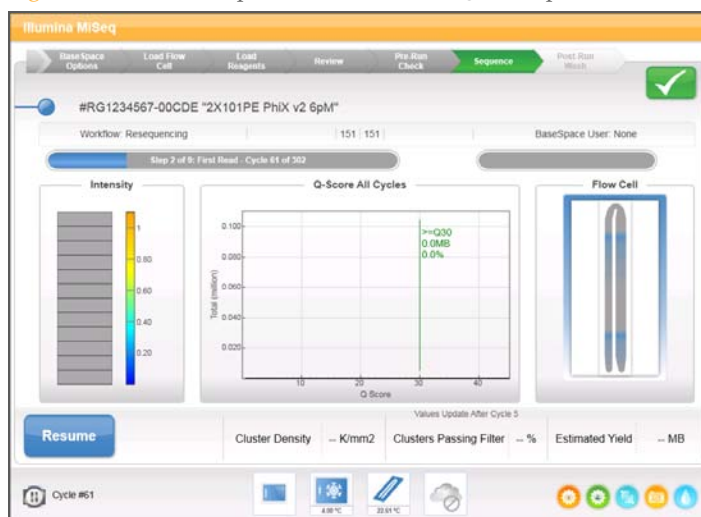 Illumina MiSeq
BaseSpace Options
Load Flow Cell
Load Reagents
Review
Pre-Run Check
Sequence
Post-Run Wash
#RG1234567-00CDE "2X101PE PhiX v2 6pM"
Workflow: Resequencing | 151 | 151 | BaseSpace User: None
Step 2 of 9: First Read - Cycle 61 of 302
Intensity
1
0.80
0.60
0.40
0.20
Q-Score All Cycles
Total (million)
0.100
0.080
0.060
0.040
0.020
>=Q30
0.0MB
0.0%
10 20 30 40
Q Score
Flow Cell
Values Update After Cycle 5
Resume
Cluster Density -- K/mm2
Clusters Passing Filter -- %
Estimated Yield -- MB
Cycle #61
4.00 °C
22.61 °C